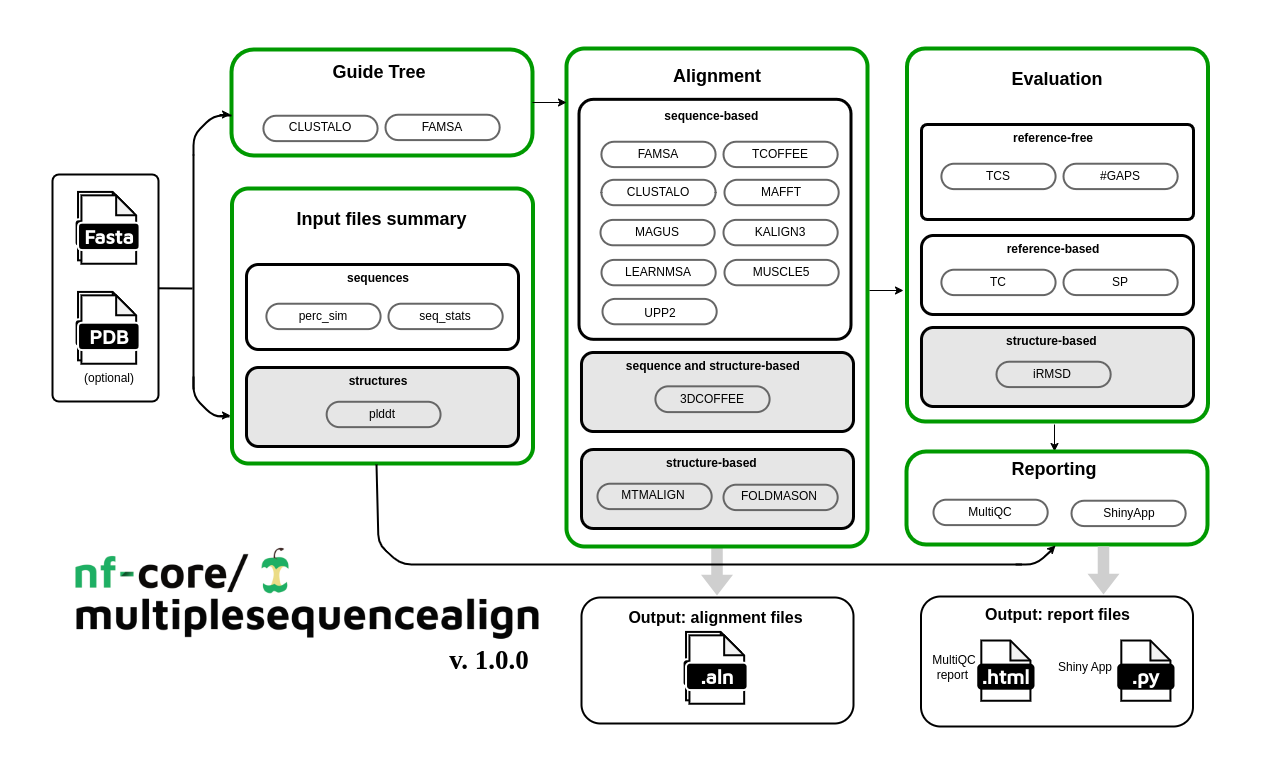 Fasta
PDB
(optional)
Guide Tree
CLUSTALO
FAMSA
Input files summary
sequences
perc_sim
seq_stats
structures
plddt
Alignment
sequence-based
FAMSA
TCOFFEE
CLUSTALO
MAFFT
MAGUS
KALIGN3
LEARNMSA
MUSCLE5
UPP2
sequence and structure-based
3DCOFFEE
structure-based
MTMALIGN
FOLDMASON
Evaluation
reference-free
TCS
#GAPS
reference-based
TC
SP
structure-based
iRMSD
Reporting
MultiQC
ShinyApp
nf-core/
multiplesequencealign
v. 1.0.0
Output: alignment files
.aln
Output: report files
MultiQC
report
.html
Shiny App
.py